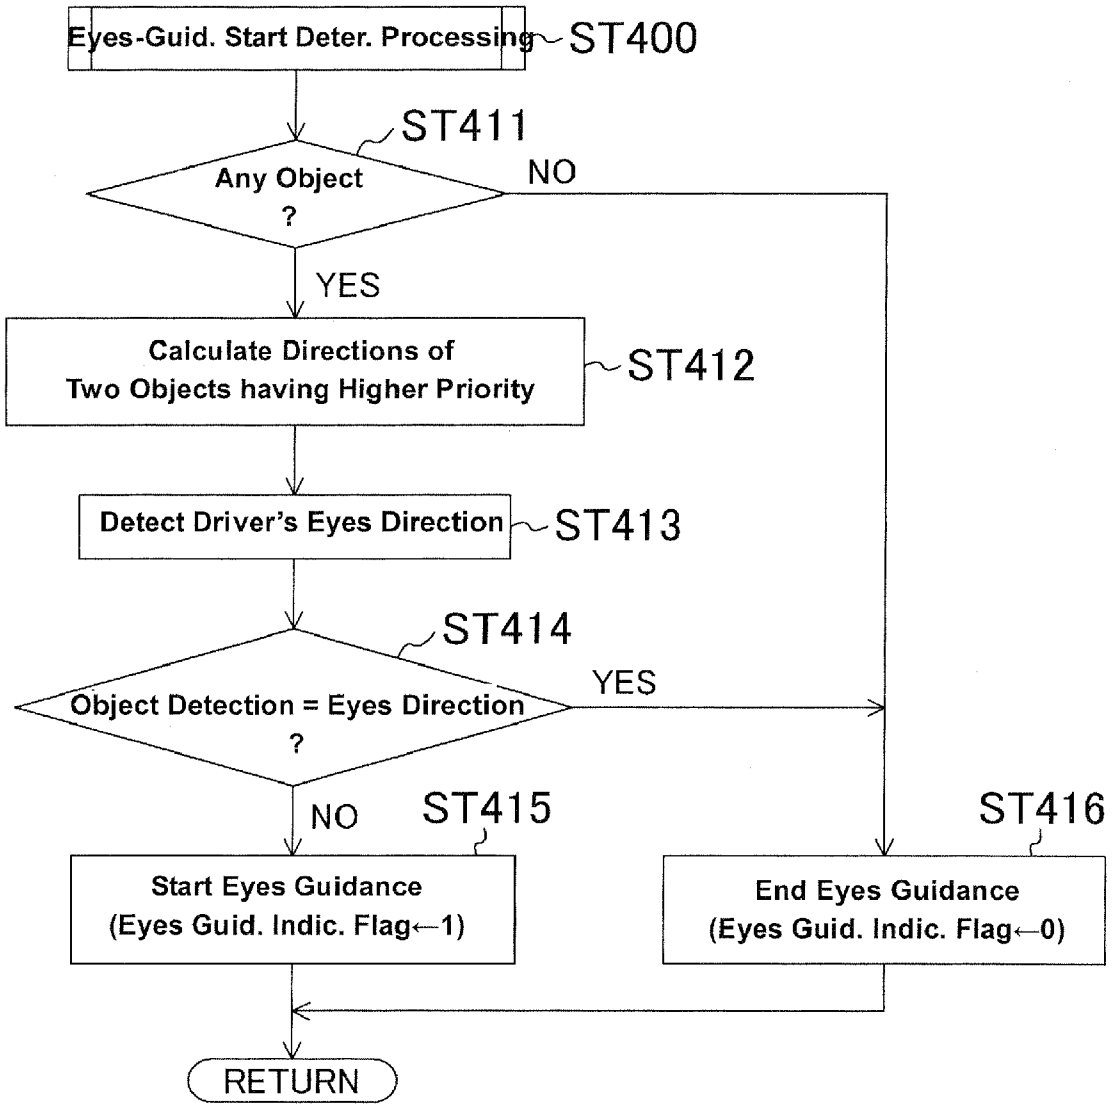 Eyes-Guid. Start Deter. Processing
ST400
ST411
Any Object
?
NO
YES
Calculate Directions of
Two Objects having Higher Priority
ST412
Detect Driver's Eyes Direction
ST413
ST414
Object Detection = Eyes Direction
?
YES
NO
ST415
Start Eyes Guidance
(Eyes Guid. Indic. Flag←1)
ST416
End Eyes Guidance
(Eyes Guid. Indic. Flag←0)
RETURN